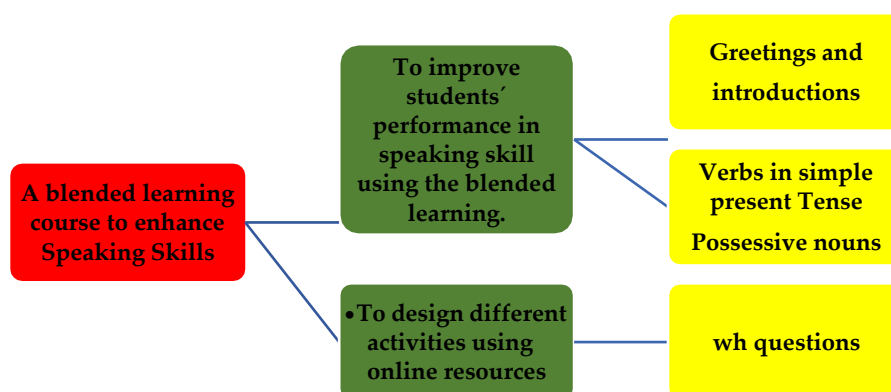 A blended learning
course to enhance
Speaking Skills
To improve
students´
performance in
speaking skill
using the blended
learning.
•To design different
activities using
online resources
Greetings and
introductions
Verbs in simple
present Tense
Possessive nouns
wh questions